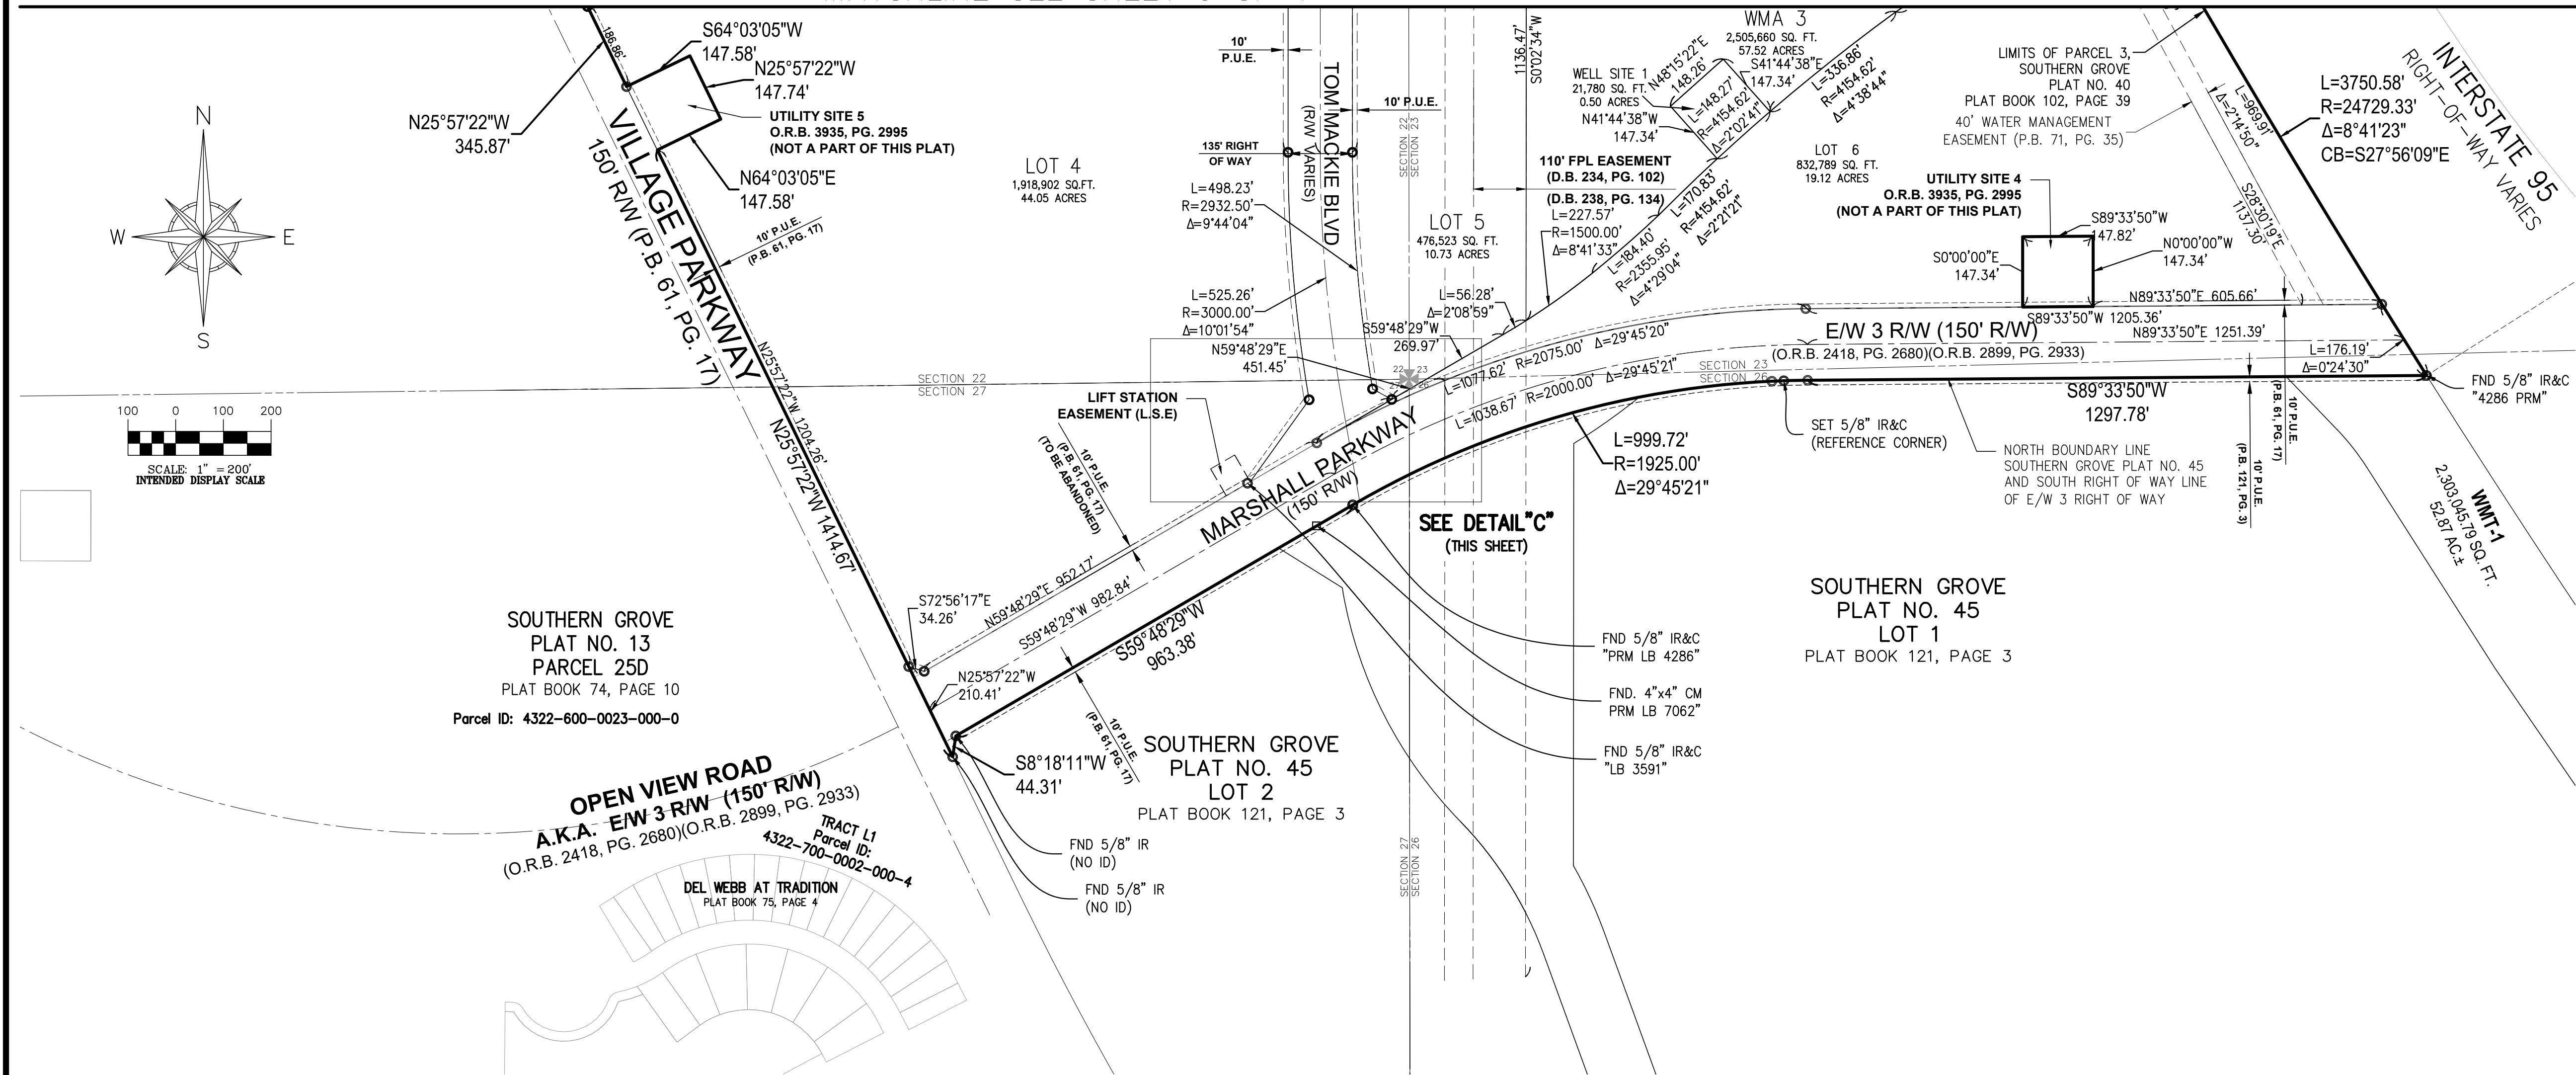 S64°03'05"W
147.58'
186.86'
N25°57'22"W
147.74'
UTILITY SITE 5
O.R.B. 3935, PG. 2995
(NOT A PART OF THIS PLAT)
N25°57'22"W
345.87'
N64°03'05"E
147.58'
VILLAGE PARKWAY
150' R/W (P.B. 61, PG. 17)
10' P.U.E.
(P.B. 61, PG. 17)
N
W
E
S
100 0 100 200
SCALE: 1" = 200'
INTENDED DISPLAY SCALE
LOT 4
1,918,902 SQ.FT.
44.05 ACRES
10'
P.U.E.
TOM MACKIE BLVD
(R/W VARIES)
10' P.U.E.
135' RIGHT
OF WAY
L=498.23'
R=2932.50'
Δ=9°44'04"
L=525.26'
R=3000.00'
Δ=10°01'54"
N59°48'29"E
451.45'
SECTION 22
SECTION 23
1136.47'
S0°02'34"W
WMA 3
2,505,660 SQ. FT.
57.52 ACRES
WELL SITE 1
21,780 SQ. FT.
0.50 ACRES
N48°15'22"E
148.26'
S41°44'38"E
147.34'
L=148.27'
R=4154.62'
Δ=2°02'41"
N41°44'38"W
147.34'
L=336.86'
R=4154.62'
Δ=4°38'44"
110' FPL EASEMENT
(D.B. 234, PG. 102)
(D.B. 238, PG. 134)
LOT 5
476,523 SQ. FT.
10.73 ACRES
L=227.57'
R=1500.00'
Δ=8°41'33"
L=170.83'
R=4154.62'
Δ=2°21'21"
L=184.40'
R=2355.95'
Δ=4°29'04"
L=56.28'
Δ=2°08'59"
S59°48'29"W
269.97'
LOT 6
832,789 SQ. FT.
19.12 ACRES
LIMITS OF PARCEL 3,
SOUTHERN GROVE
PLAT NO. 40
PLAT BOOK 102, PAGE 39
40' WATER MANAGEMENT
EASEMENT (P.B. 71, PG. 35)
UTILITY SITE 4
O.R.B. 3935, PG. 2995
(NOT A PART OF THIS PLAT)
S89°33'50"W
147.82'
S0°00'00"E
147.34'
N0°00'00"W
147.34'
L=969.91'
Δ=2°14'50"
S28°30'19"E
1137.30'
INTERSTATE 95
RIGHT-OF-WAY VARIES
L=3750.58'
R=24729.33'
Δ=8°41'23"
CB=S27°56'09"E
N89°33'50"E 605.66'
S89°33'50"W 1205.36'
E/W 3 R/W (150' R/W)
N89°33'50"E 1251.39'
(O.R.B. 2418, PG. 2680)(O.R.B. 2899, PG. 2933)
L=176.19'
Δ=0°24'30"
SECTION 23
SECTION 26
S89°33'50"W
1297.78'
FND 5/8" IR&C
"4286 PRM"
SET 5/8" IR&C
(REFERENCE CORNER)
NORTH BOUNDARY LINE
SOUTHERN GROVE PLAT NO. 45
AND SOUTH RIGHT OF WAY LINE
OF E/W 3 RIGHT OF WAY
10' P.U.E.
(P.B. 61, PG. 17)
10' P.U.E.
(P.B. 121, PG. 3)
WMT-1
2,303,045.79 SQ. FT.
52.87 AC.±
SECTION 22
SECTION 27
22 23
27 26
L=1077.62' R=2075.00' Δ=29°45'20"
L=1038.67' R=2000.00' Δ=29°45'21"
L=999.72'
R=1925.00'
Δ=29°45'21"
LIFT STATION
EASEMENT (L.S.E)
10' P.U.E.
(P.B. 61, PG. 17)
(TO BE ABANDONED)
MARSHALL PARKWAY
(150' R/W)
SEE DETAIL"C"
(THIS SHEET)
N25°57'22"W 1204.26'
N25°57'22"W 1414.67'
S72°56'17"E
34.26'
N59°48'29"E 952.17'
S59°48'29"W 982.84'
S59°48'29"W
963.38'
N25°57'22"W
210.41'
10' P.U.E.
(P.B. 61, PG. 17)
S8°18'11"W
44.31'
SOUTHERN GROVE
PLAT NO. 13
PARCEL 25D
PLAT BOOK 74, PAGE 10
Parcel ID: 4322-600-0023-000-0
SOUTHERN GROVE
PLAT NO. 45
LOT 1
PLAT BOOK 121, PAGE 3
FND 5/8" IR&C
"PRM LB 4286"
FND. 4"x4" CM
PRM LB 7062"
FND 5/8" IR&C
"LB 3591"
SOUTHERN GROVE
PLAT NO. 45
LOT 2
PLAT BOOK 121, PAGE 3
OPEN VIEW ROAD
A.K.A. E/W 3 R/W (150' R/W)
(O.R.B. 2418, PG. 2680)(O.R.B. 2899, PG. 2933)
TRACT L1
Parcel ID:
4322-700-0002-000-4
FND 5/8" IR
(NO ID)
FND 5/8" IR
(NO ID)
SECTION 27
SECTION 26
DEL WEBB AT TRADITION
PLAT BOOK 75, PAGE 4